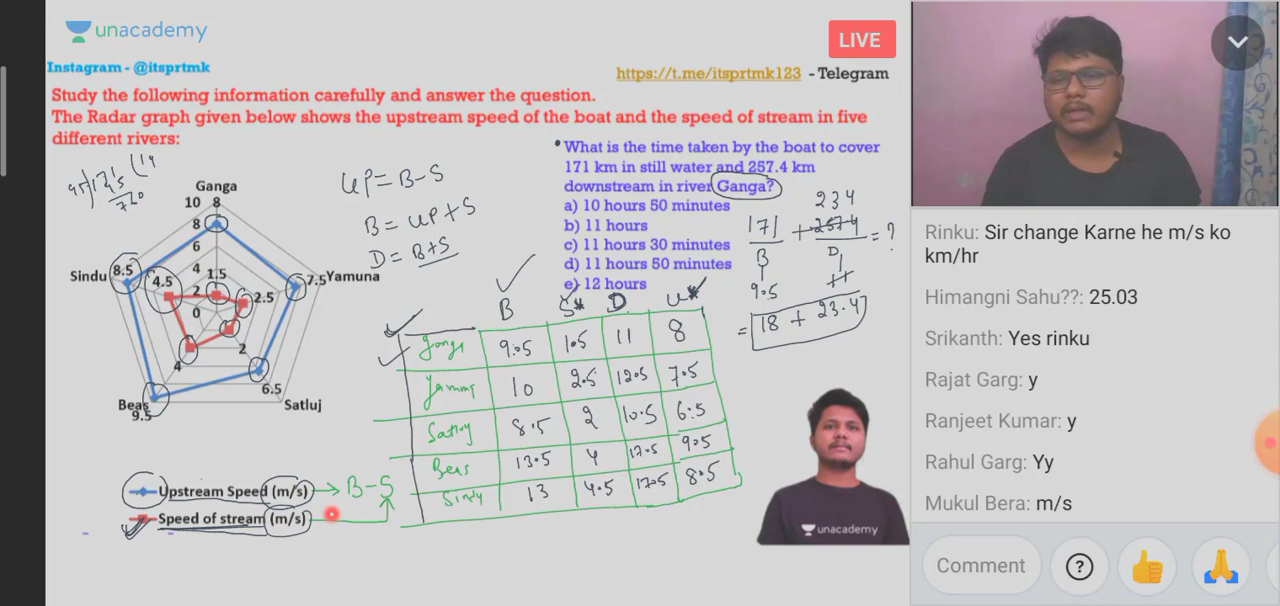 unacademy
LIVE
Instagram - @itsprtmk
https://t.me/itsprtmk123 - Telegram
Study the following information carefully and answer the question.
The Radar graph given below shows the upstream speed of the boat and the speed of stream in five
different rivers:
What is the time taken by the boat to cover
171 km in still water and 257.4 km
downstream in river Ganga?
a) 10 hours 50 minutes
b) 11 hours
c) 11 hours 30 minutes
d) 11 hours 50 minutes
e) 12 hours
UP = B-S
B = UP+S
D = B+S
Ganga
10 8
8
6
4 1.5
2
0
Sindu 8.5
4.5
7.5 Yamuna
2.5
2
6.5
Satluj
4
Beas
9.5
Upstream Speed (m/s) → B-S
Speed of stream (m/s)
234
171 + 257.4 = ?
B D
9.5 11
= 18 + 23.4
B S D U
Ganga 9.5 1.5 11 8
10 2.5 12.5 7.5
Satluj 8.5 2 10.5 6.5
Beas 13.5 4 17.5 9.5
Sindu 13 4.5 17.5 8.5
unacademy
Rinku: Sir change Karne he m/s ko
km/hr
Himangni Sahu??: 25.03
Srikanth: Yes rinku
Rajat Garg: y
Ranjeet Kumar: y
Rahul Garg: Yy
Mukul Bera: m/s
Comment
?